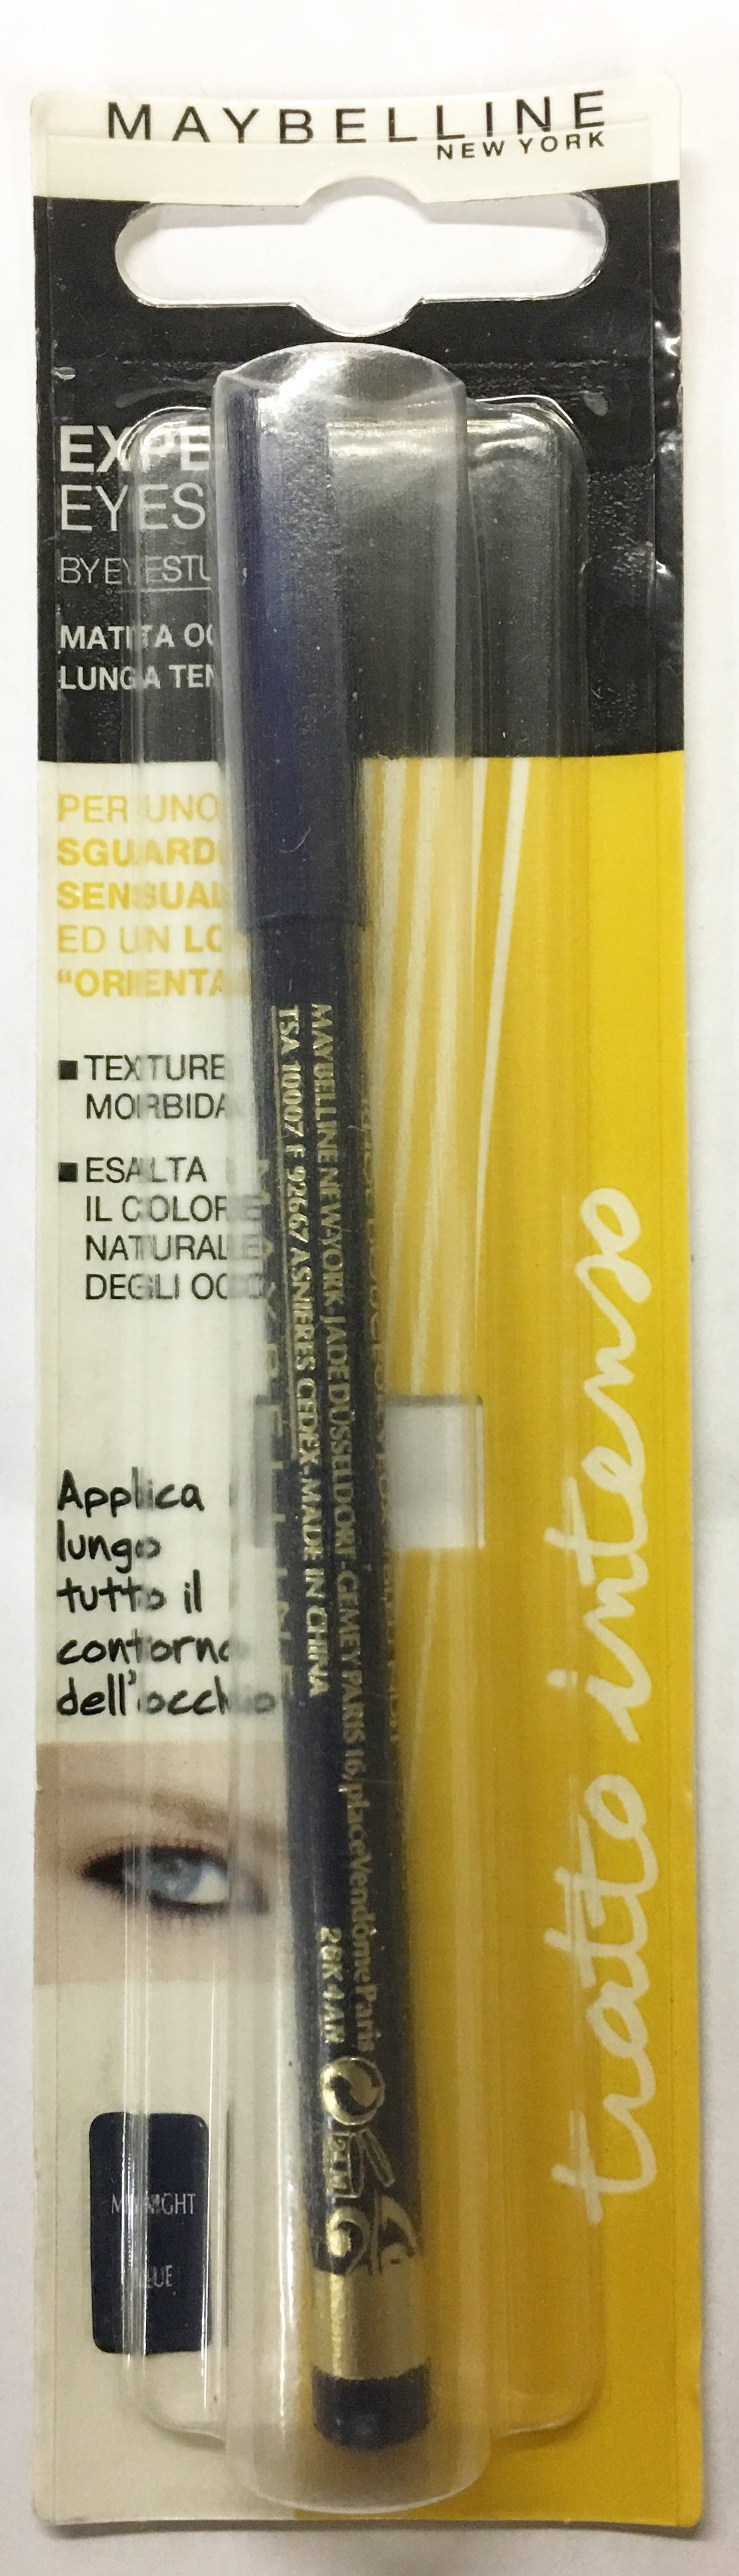 MAYBELLINE
NEW YORK
EXPE
EYES
BY EYESTU
MATITA OC
LUNGA TEN
PER UNO
SGUARD
SENSUAL
ED UN LO
"ORIENTA
■ TEXTURE
MORBIDA
■ ESALTA
IL COLORE
NATURALE
DEGLI OCC
Applica
lungo
tutto il
contorno
dell'occhio
MIDNIGHT
BLUE
MAYBELLINE NEW YORK-JADE DÜSSELDORF-GEMEY PARIS 16,place Vendôme Paris
TSA 10007 F 92667 ASNIERES CEDEX-MADE IN CHINA
MAYBELLINE
12M
tratto intenso